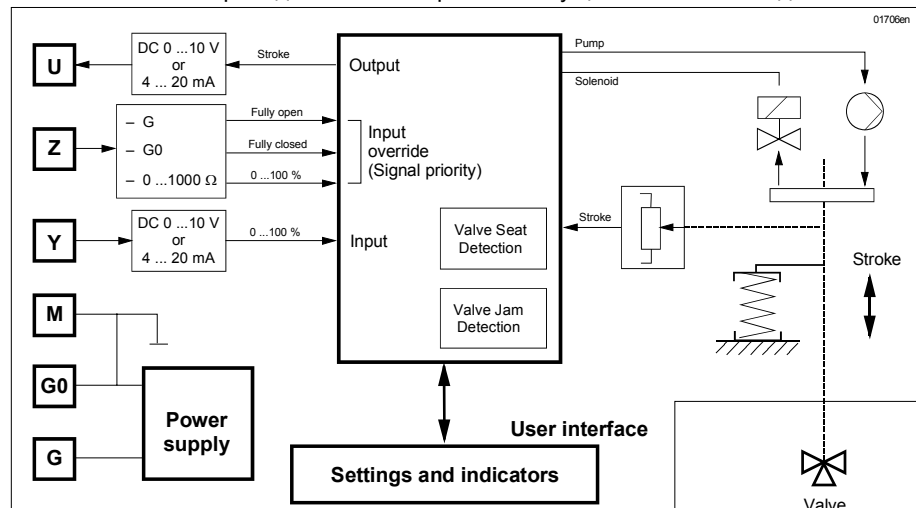 01706en
U
DC 0 ...10 V
or
4 ... 20 mA
Stroke
Output
Pump
Solenoid
Z
– G
– G0
– 0 ...1000 Ω
Fully open
Fully closed
0 ...100 %
Input
override
(Signal priority)
Y
DC 0 ...10 V
or
4 ... 20 mA
0 ...100 %
Input
Valve Seat
Detection
Valve Jam
Detection
Stroke
Stroke
M
G0
G
Power
supply
User interface
Settings and indicators
Valve